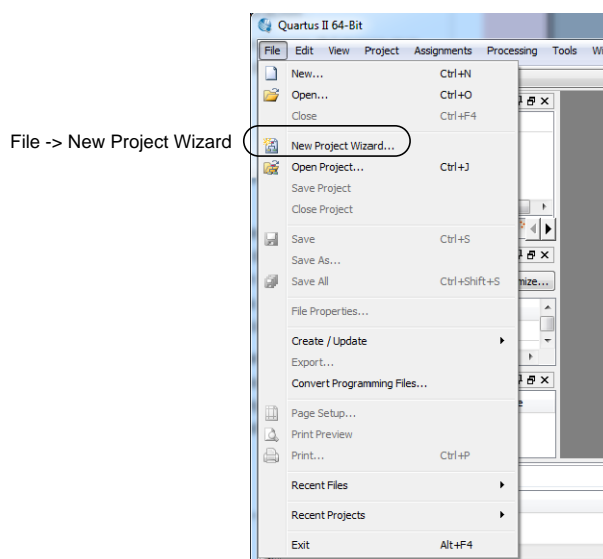 Quartus II 64-Bit
File Edit View Project Assignments Processing Tools
New... Ctrl+N
Open... Ctrl+O
Close Ctrl+F4
File -> New Project Wizard
New Project Wizard...
Open Project... Ctrl+J
Save Project
Close Project
Save Ctrl+S
Save As...
Save All Ctrl+Shift+S
File Properties...
Create / Update
Export...
Convert Programming Files...
Page Setup...
Print Preview
Print... Ctrl+P
Recent Files
Recent Projects
Exit Alt+F4